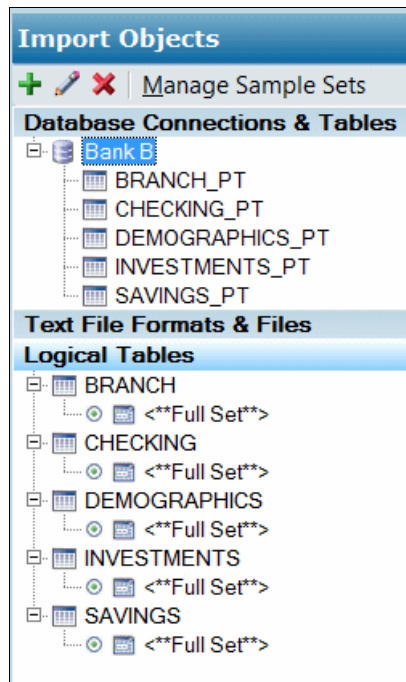 Import Objects
Manage Sample Sets
Database Connections & Tables
Bank B
BRANCH_PT
CHECKING_PT
DEMOGRAPHICS_PT
INVESTMENTS_PT
SAVINGS_PT
Text File Formats & Files
Logical Tables
BRANCH
<**Full Set**>
CHECKING
<**Full Set**>
DEMOGRAPHICS
<**Full Set**>
INVESTMENTS
<**Full Set**>
SAVINGS
<**Full Set**>